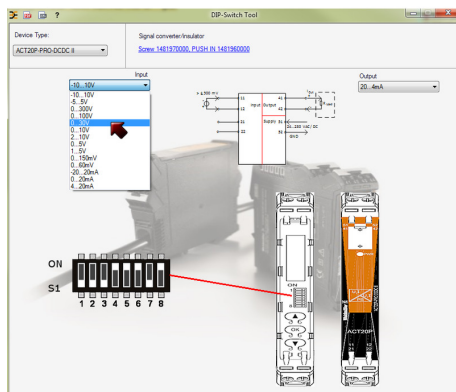 DIP-Switch Tool
Device Type:
ACT20P-PRO-DCDC II
Signal converter/insulator
Screw 1481970000, PUSH IN 1481960000
Input
-10...10V
-10...10V
-5...5V
0...300V
0...100V
0...30V
0...10V
2...10V
0...5V
1...5V
0...150mV
0...60mV
-20...20mA
0...20mA
4...20mA
Output
20...4mA
Input
Output
Supply
GND
ON
S1
1 2 3 4 5 6 7 8
ON
OK
ACT20P